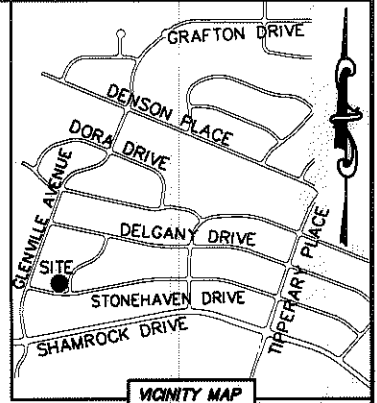 GRAFTON DRIVE
DENSON PLACE
DORA DRIVE
GLENVILLE AVENUE
DELGANY DRIVE
SITE
STONEHAVEN DRIVE
TIPPERARY PLACE
SHAMROCK DRIVE
VICINITY MAP